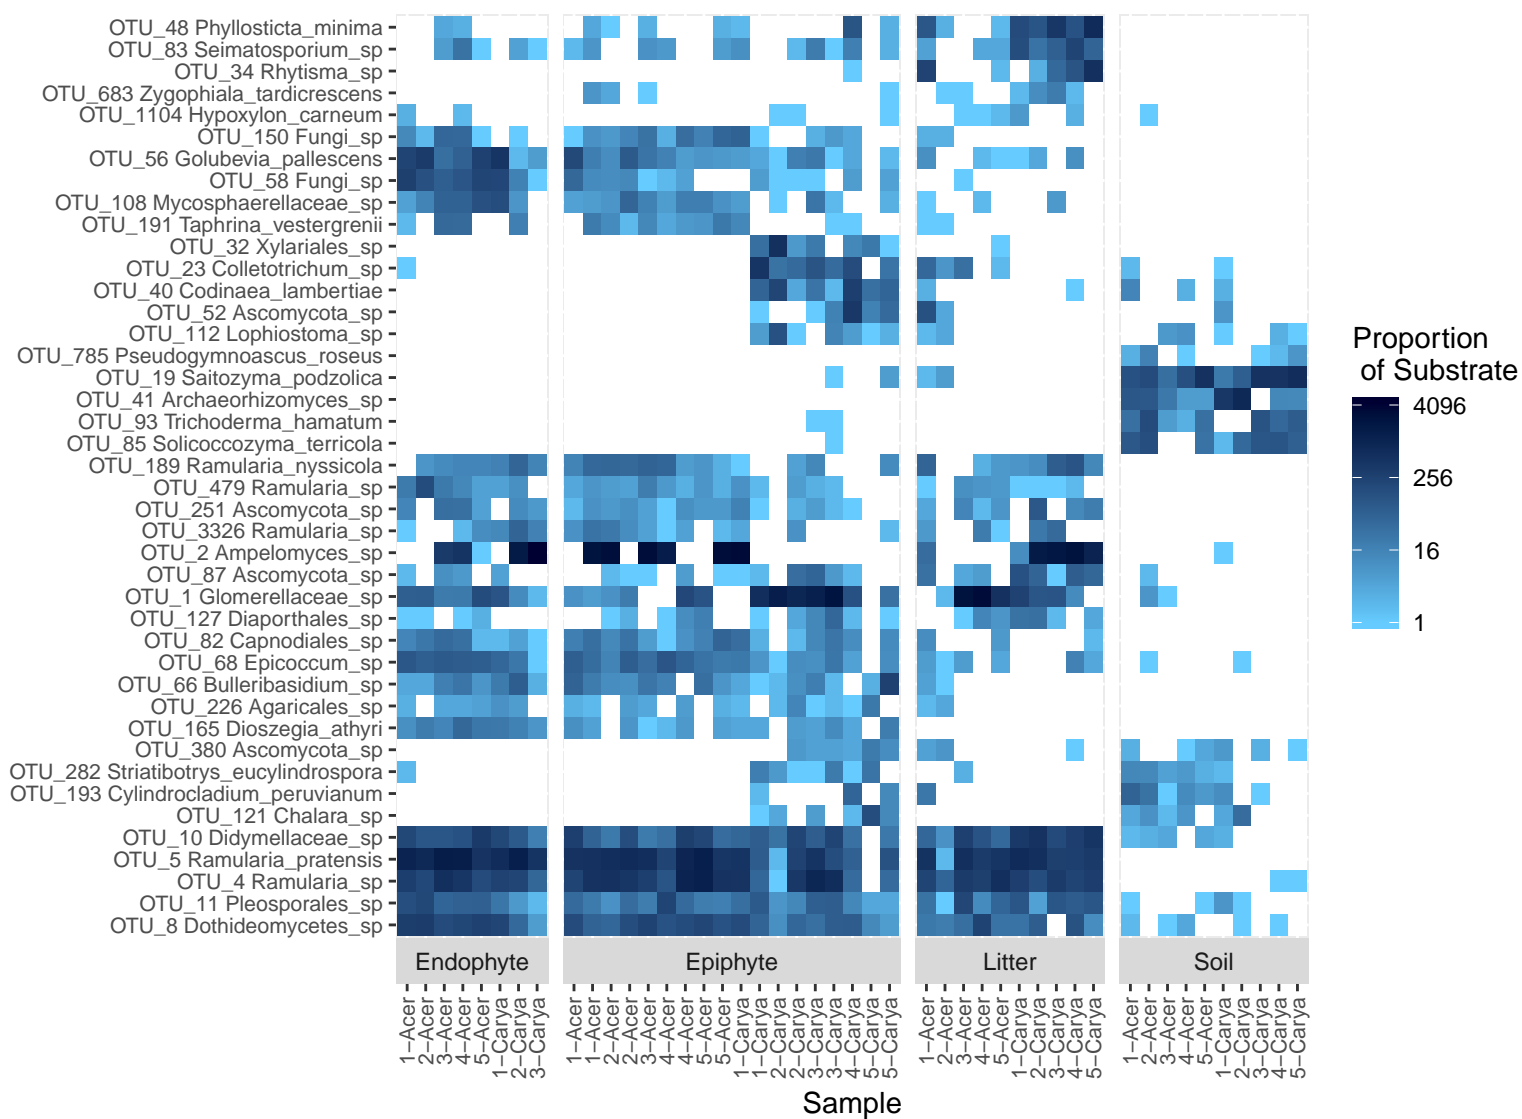 OTU_48 Phyllosticta_minima
OTU_83 Seimatosporium_sp
OTU_34 Rhytisma_sp
OTU_683 Zygophiala_tardicrescens
OTU_1104 Hypoxylon_carneum
OTU_150 Fungi_sp
OTU_56 Golubevia_pallescens
OTU_58 Fungi_sp
OTU_108 Mycosphaerellaceae_sp
OTU_191 Taphrina_vestergrenii
OTU_32 Xylariales_sp
OTU_23 Colletotrichum_sp
OTU_40 Codinaea_lambertiae
OTU_52 Ascomycota_sp
OTU_112 Lophiostoma_sp
OTU_785 Pseudogymnoascus_roseus
OTU_19 Saitozyma_podzolica
OTU_41 Archaeorhizomyces_sp
OTU_93 Trichoderma_hamatum
OTU_85 Solicoccozyma_terricola
OTU_189 Ramularia_nyssicola
OTU_479 Ramularia_sp
OTU_251 Ascomycota_sp
OTU_3326 Ramularia_sp
OTU_2 Ampelomyces_sp
OTU_87 Ascomycota_sp
OTU_1 Glomerellaceae_sp
OTU_127 Diaporthales_sp
OTU_82 Capnodiales_sp
OTU_68 Epicoccum_sp
OTU_66 Bulleribasidium_sp
OTU_226 Agaricales_sp
OTU_165 Dioszegia_athyri
OTU_380 Ascomycota_sp
OTU_282 Striatibotrys_eucylindrospora
OTU_193 Cylindrocladium_peruvianum
OTU_121 Chalara_sp
OTU_10 Didymellaceae_sp
OTU_5 Ramularia_pratensis
OTU_4 Ramularia_sp
OTU_11 Pleosporales_sp
OTU_8 Dothideomycetes_sp
Endophyte Epiphyte Litter Soil
1−Acer
2−Acer
3−Acer
4−Acer
5−Acer
1−Carya
2−Carya
3−Carya
1−Acer
2−Acer
2−Acer
3−Acer
3−Acer
4−Acer
4−Acer
5−Acer
5−Acer
1−Carya
1−Carya
2−Carya
2−Carya
3−Carya
3−Carya
4−Carya
5−Carya
5−Carya
1−Acer
2−Acer
3−Acer
4−Acer
5−Acer
1−Carya
2−Carya
3−Carya
4−Carya
5−Carya
1−Acer
2−Acer
3−Acer
4−Acer
5−Acer
1−Carya
2−Carya
3−Carya
4−Carya
5−Carya
Sample
Proportion
of Substrate
4096
256
16
1